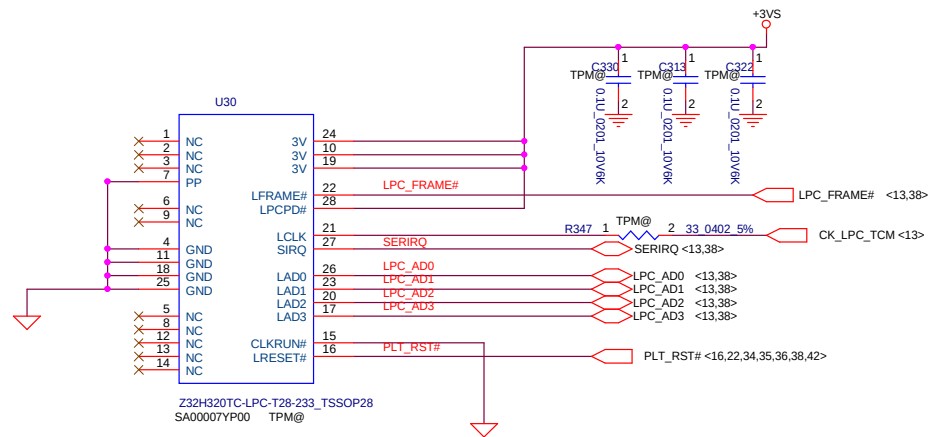 +3VS
C330
1
C313
1
C322
1
TPM@
TPM@
TPM@
0.1U_0201_10V6K
0.1U_0201_10V6K
0.1U_0201_10V6K
2
2
2
U30
1 NC
2 NC
3 NC
7 PP
6 NC
9 NC
4 GND
11 GND
18 GND
25 GND
5 NC
8 NC
12 NC
13 NC
14 NC
3V 24
3V 10
3V 19
LFRAME# 22 LPC_FRAME# LPC_FRAME# <13,38>
LPCPD# 28
LCLK 21 R347 1 TPM@ 2 33_0402_5% CK_LPC_TCM <13>
SIRQ 27 SERIRQ SERIRQ <13,38>
LAD0 26 LPC_AD0 LPC_AD0 <13,38>
LAD1 23 LPC_AD1 LPC_AD1 <13,38>
LAD2 20 LPC_AD2 LPC_AD2 <13,38>
LAD3 17 LPC_AD3 LPC_AD3 <13,38>
CLKRUN# 15
LRESET# 16 PLT_RST# PLT_RST# <16,22,34,35,36,38,42>
Z32H320TC-LPC-T28-233_TSSOP28
SA00007YP00 TPM@